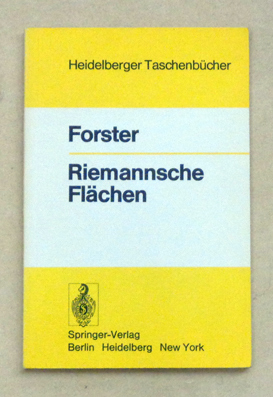 Heidelberger Taschenbücher
Forster
Riemannsche
Flächen
Springer-Verlag
Berlin Heidelberg New York